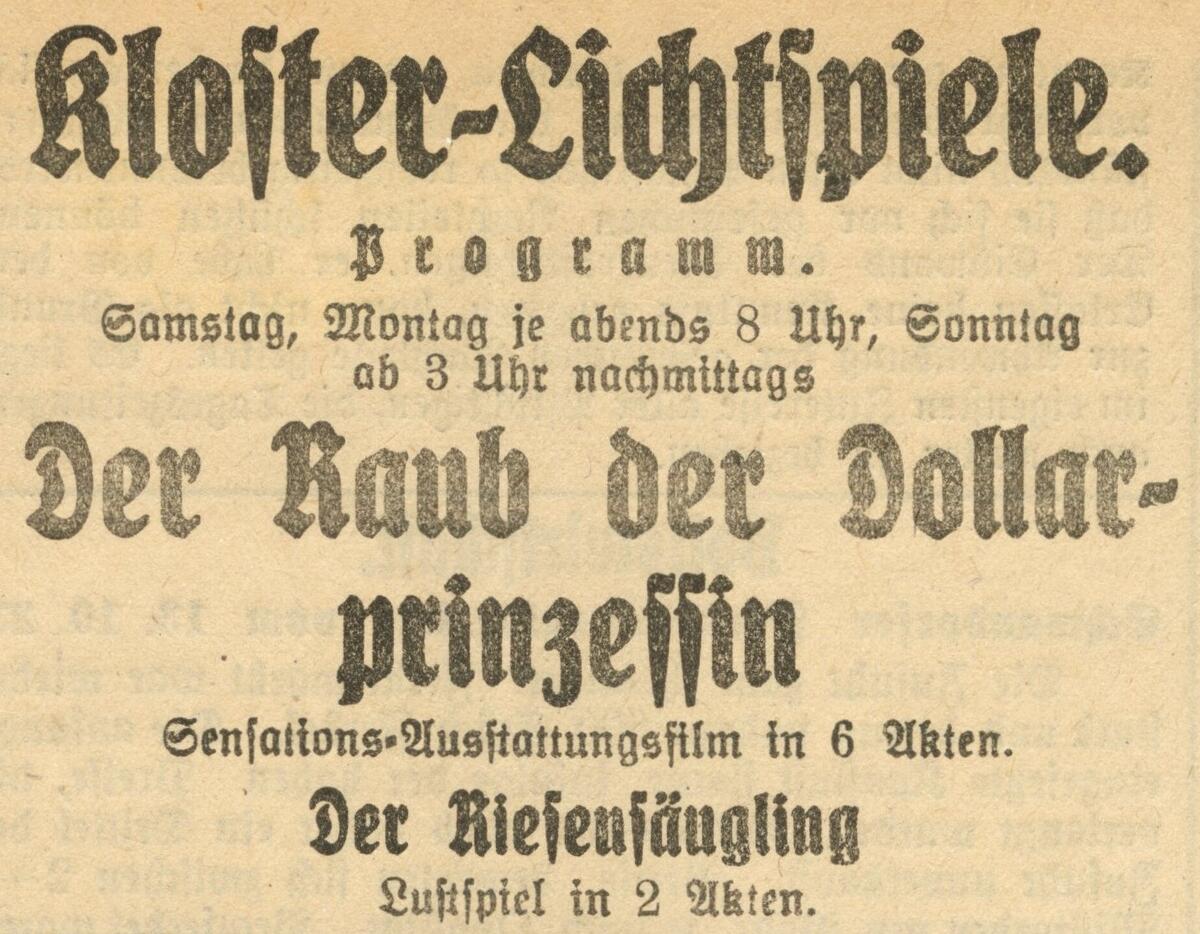 Kloster-Lichtspiele.
Programm.
Samstag, Montag je abends 8 Uhr, Sonntag
ab 3 Uhr nachmittags
Der Raub der Dollar-
prinzessin
Sensations-Ausstattungsfilm in 6 Akten.
Der Riesensäugling
Lustspiel in 2 Akten.